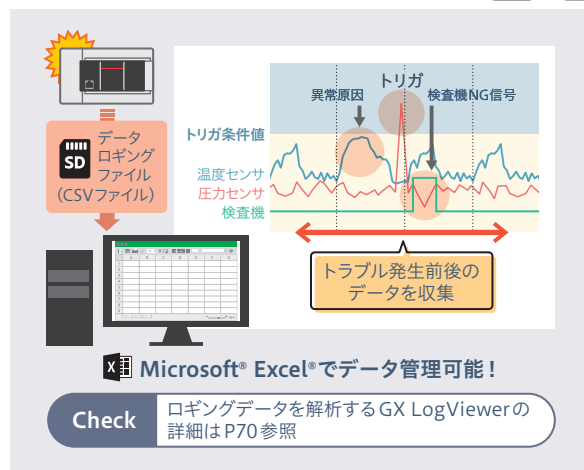 トリガ
異常原因
検査機NG信号
トリガ条件値
温度センサ
圧力センサ
検査機
SD
データ
ロギング
ファイル
（CSVファイル）
トラブル発生前後の
データを収集
X
Microsoft® Excel®でデータ管理可能！
Check
ロギングデータを解析するGX LogViewerの
詳細はP70参照